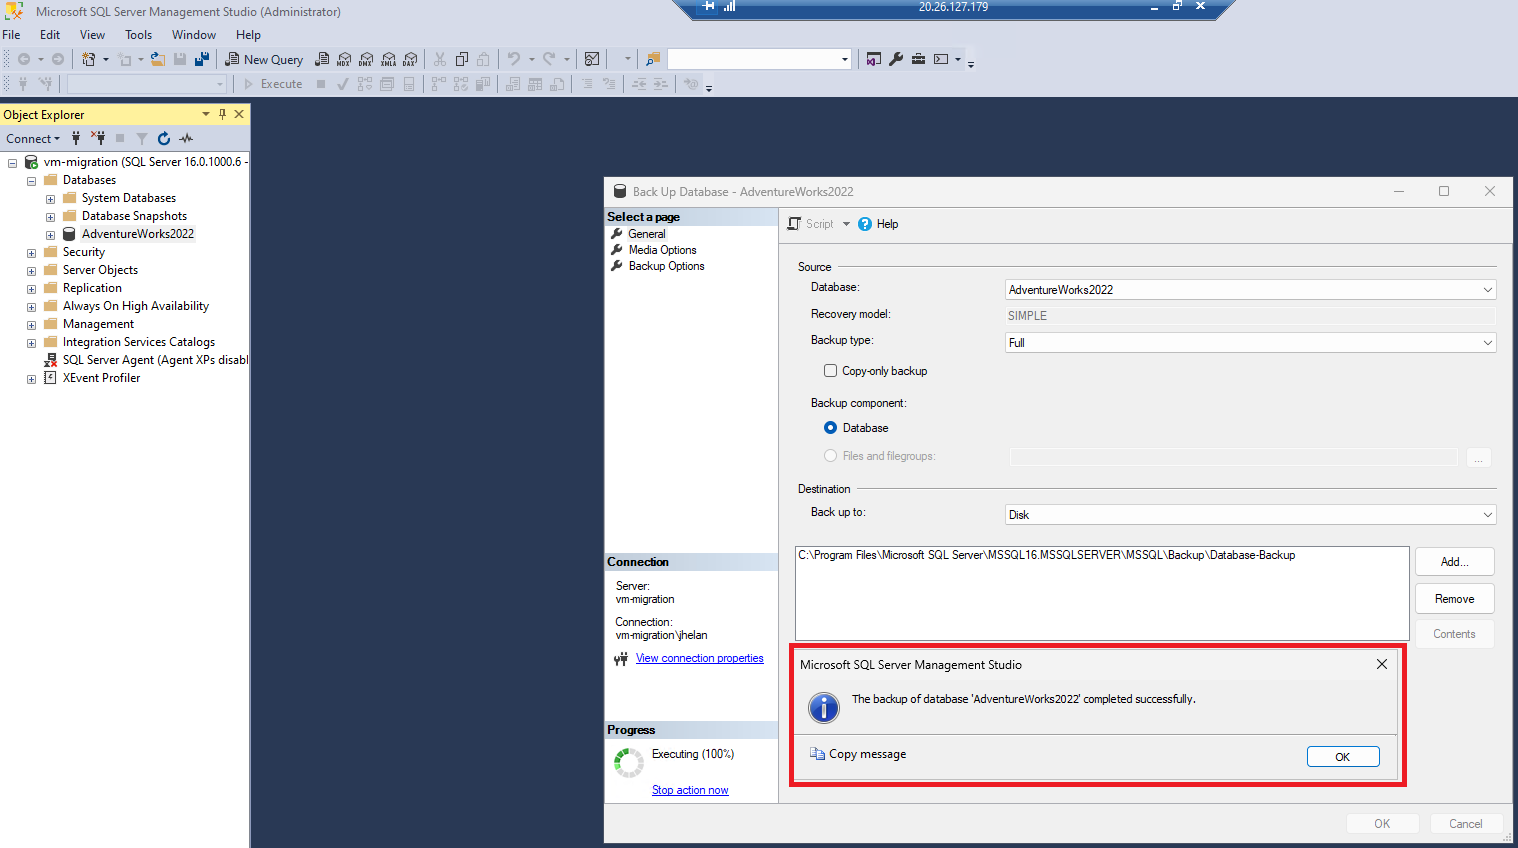 Microsoft SQL Server Management Studio (Administrator)
20.26.127.179
File Edit View Tools Window Help
New Query
MDX DMX XMLA DAX
Execute
Object Explorer
Connect
vm-migration (SQL Server 16.0.1000.6 -
Databases
System Databases
Database Snapshots
AdventureWorks2022
Security
Server Objects
Replication
Always On High Availability
Management
Integration Services Catalogs
SQL Server Agent (Agent XPs disabl
XEvent Profiler
Back Up Database - AdventureWorks2022
Select a page
General
Media Options
Backup Options
Script Help
Source
Database: AdventureWorks2022
Recovery model: SIMPLE
Backup type: Full
Copy-only backup
Backup component:
Database
Files and filegroups: ...
Destination
Back up to: Disk
C:\Program Files\Microsoft SQL Server\MSSQL16.MSSQLSERVER\MSSQL\Backup\Database-Backup
Add...
Remove
Contents
Connection
Server:
vm-migration
Connection:
vm-migration\jhelan
View connection properties
Progress
Executing (100%)
Stop action now
Microsoft SQL Server Management Studio
The backup of database 'AdventureWorks2022' completed successfully.
Copy message
OK
OK Cancel